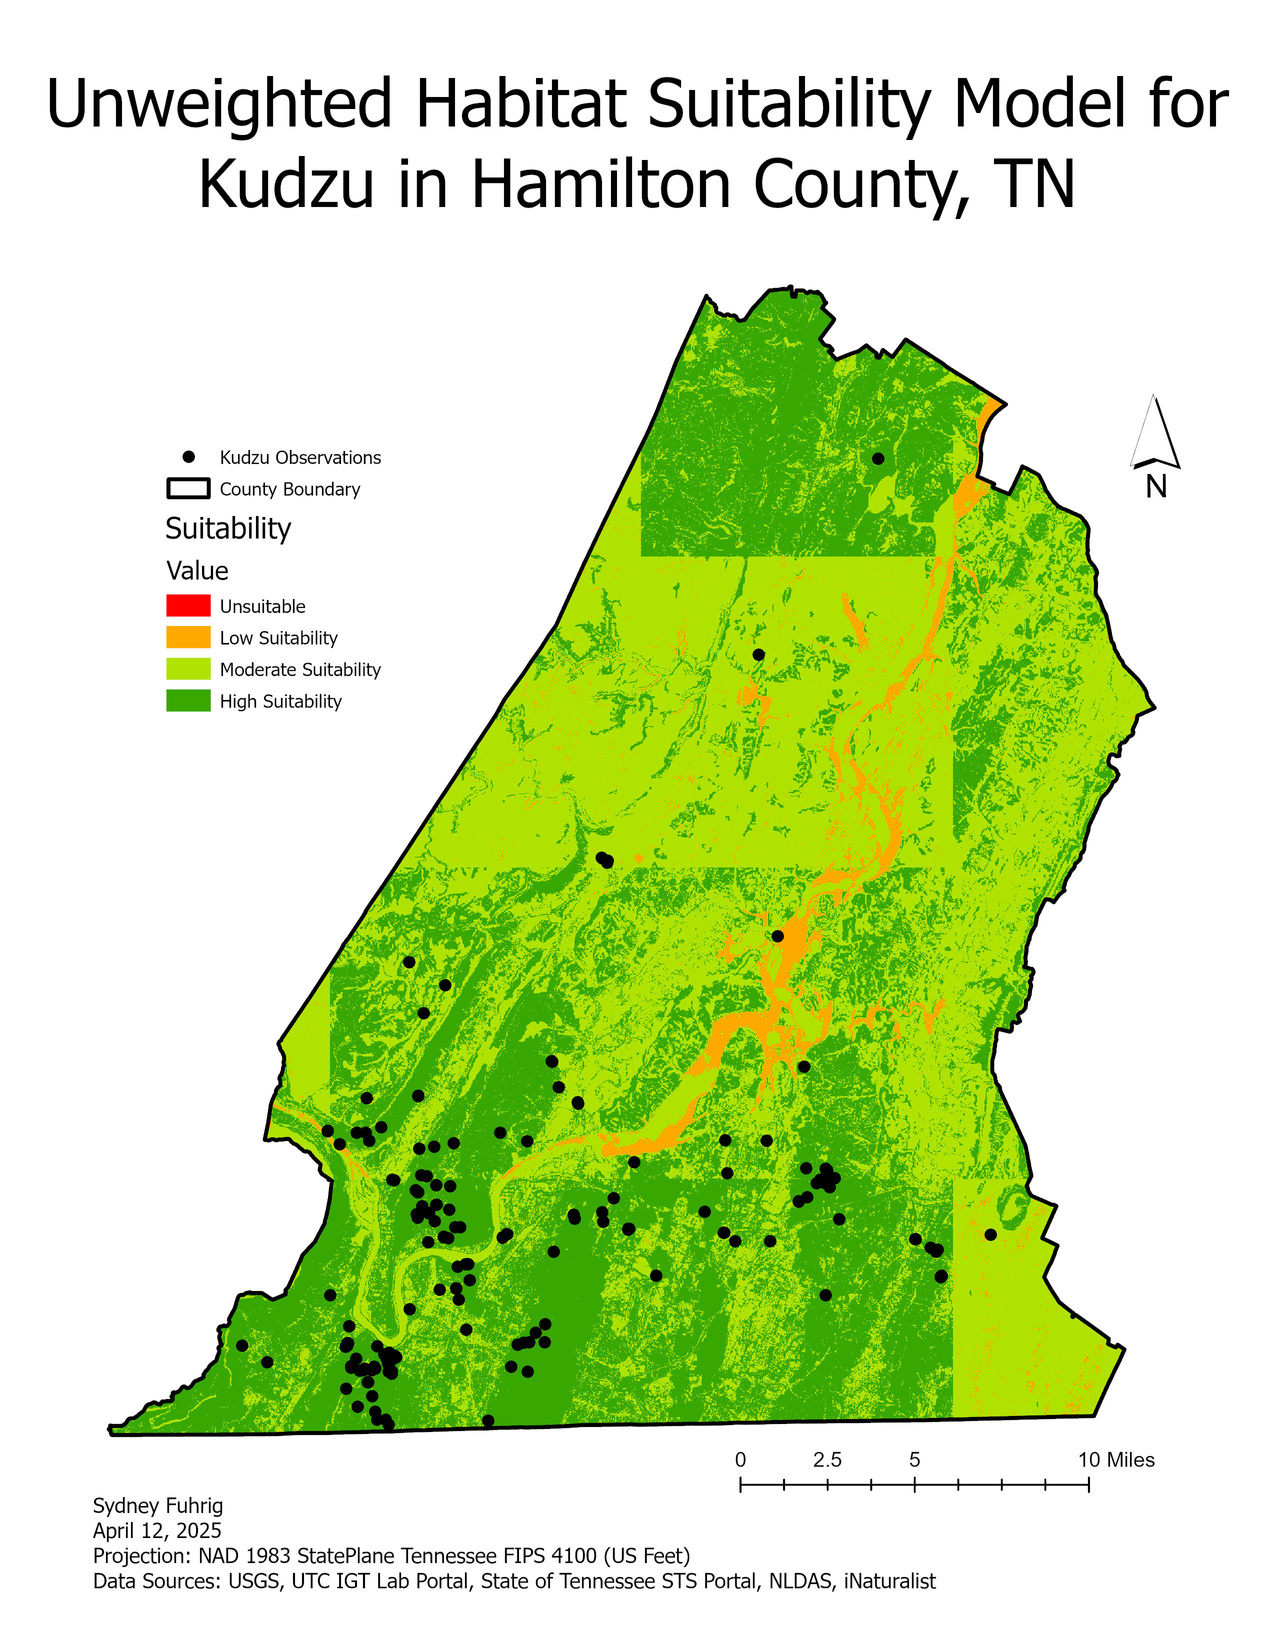 Unweighted Habitat Suitability Model for
Kudzu in Hamilton County, TN
Kudzu Observations
County Boundary
Suitability
Value
Unsuitable
Low Suitability
Moderate Suitability
High Suitability
N
0 2.5 5 10 Miles
Sydney Fuhrig
April 12, 2025
Projection: NAD 1983 StatePlane Tennessee FIPS 4100 (US Feet)
Data Sources: USGS, UTC IGT Lab Portal, State of Tennessee STS Portal, NLDAS, iNaturalist